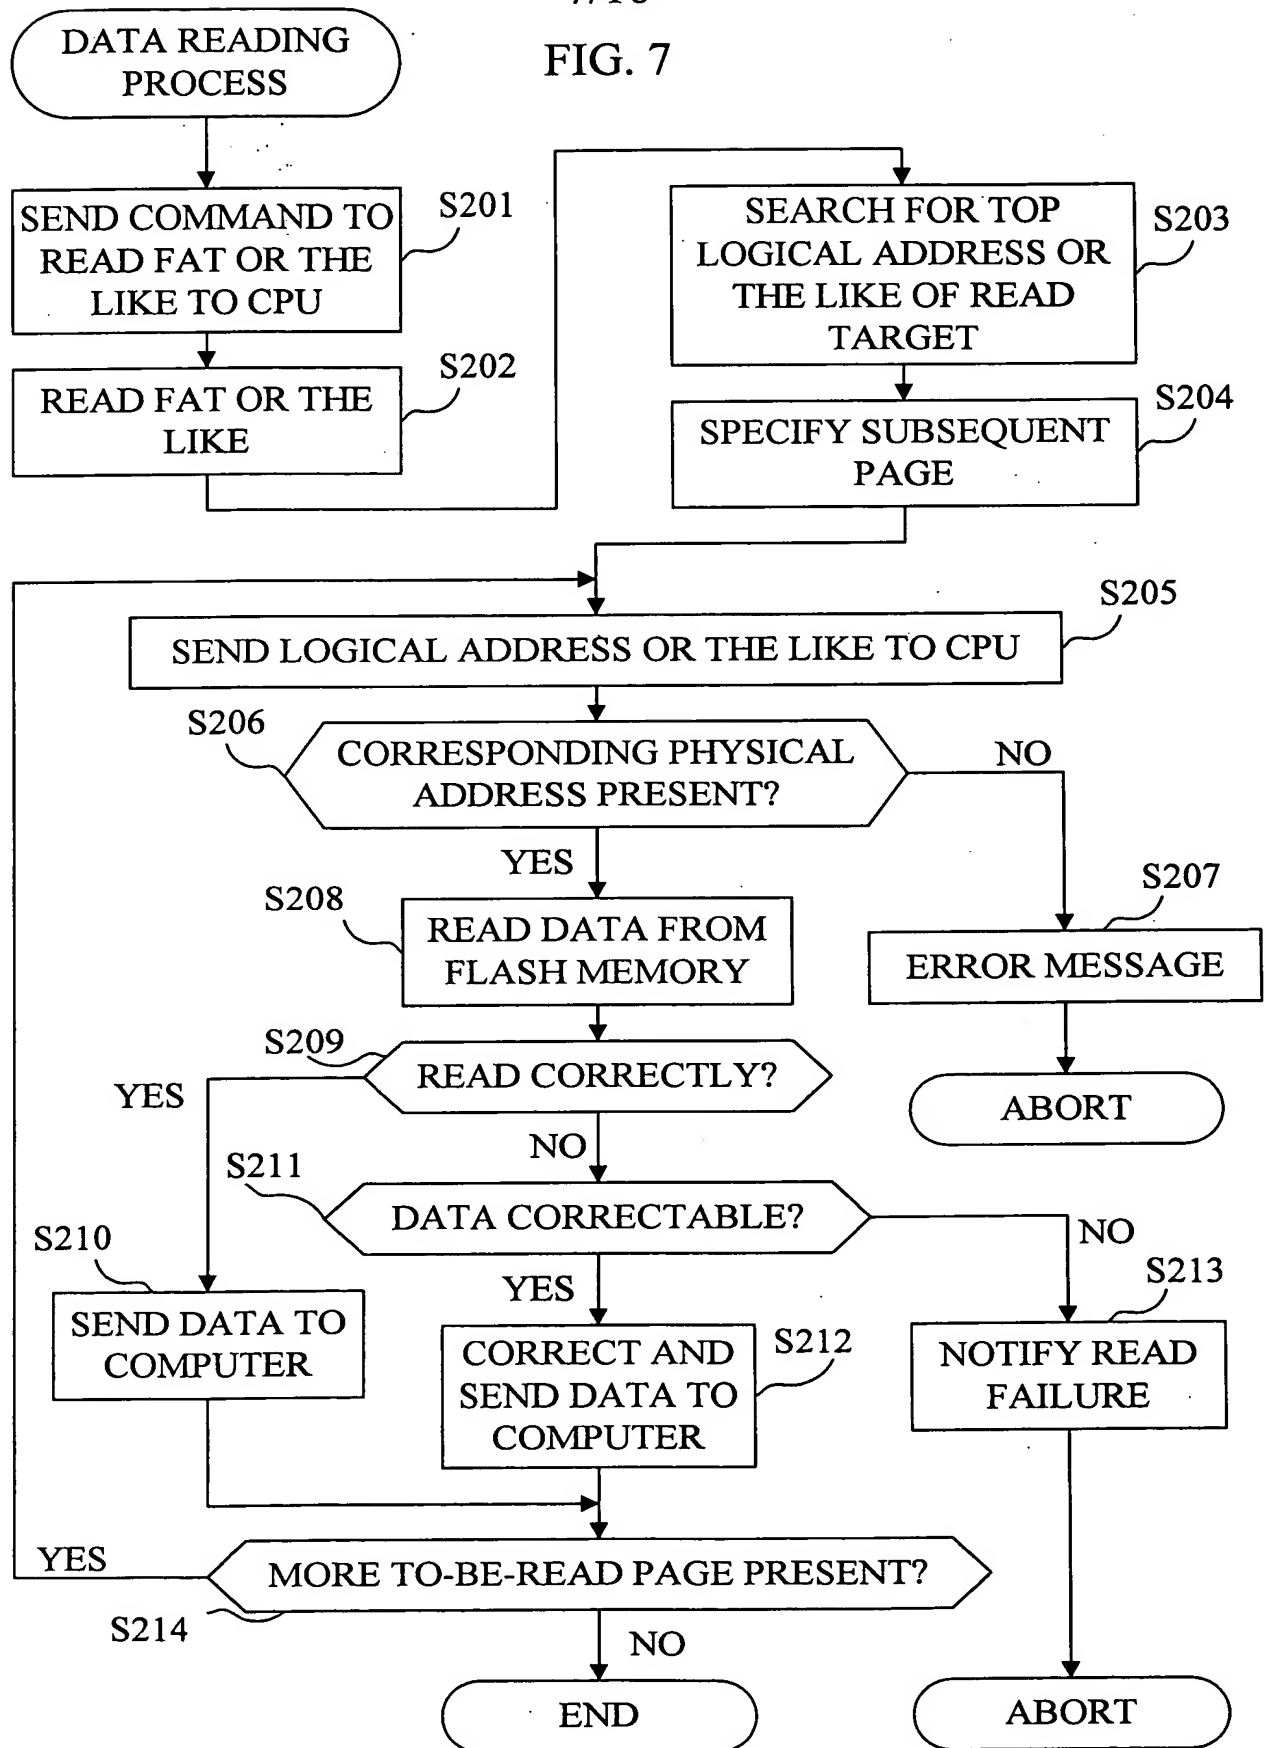 FIG. 7
DATA READING
PROCESS
SEND COMMAND TO
READ FAT OR THE
LIKE TO CPU
S201
READ FAT OR THE
LIKE
S202
SEARCH FOR TOP
LOGICAL ADDRESS OR
THE LIKE OF READ
TARGET
S203
SPECIFY SUBSEQUENT
PAGE
S204
SEND LOGICAL ADDRESS OR THE LIKE TO CPU
S205
S206
CORRESPONDING PHYSICAL
ADDRESS PRESENT?
NO
YES
S207
ERROR MESSAGE
ABORT
S208
READ DATA FROM
FLASH MEMORY
S209
READ CORRECTLY?
YES
NO
S210
SEND DATA TO
COMPUTER
S211
DATA CORRECTABLE?
NO
YES
S212
CORRECT AND
SEND DATA TO
COMPUTER
S213
NOTIFY READ
FAILURE
YES
MORE TO-BE-READ PAGE PRESENT?
S214
NO
END
ABORT